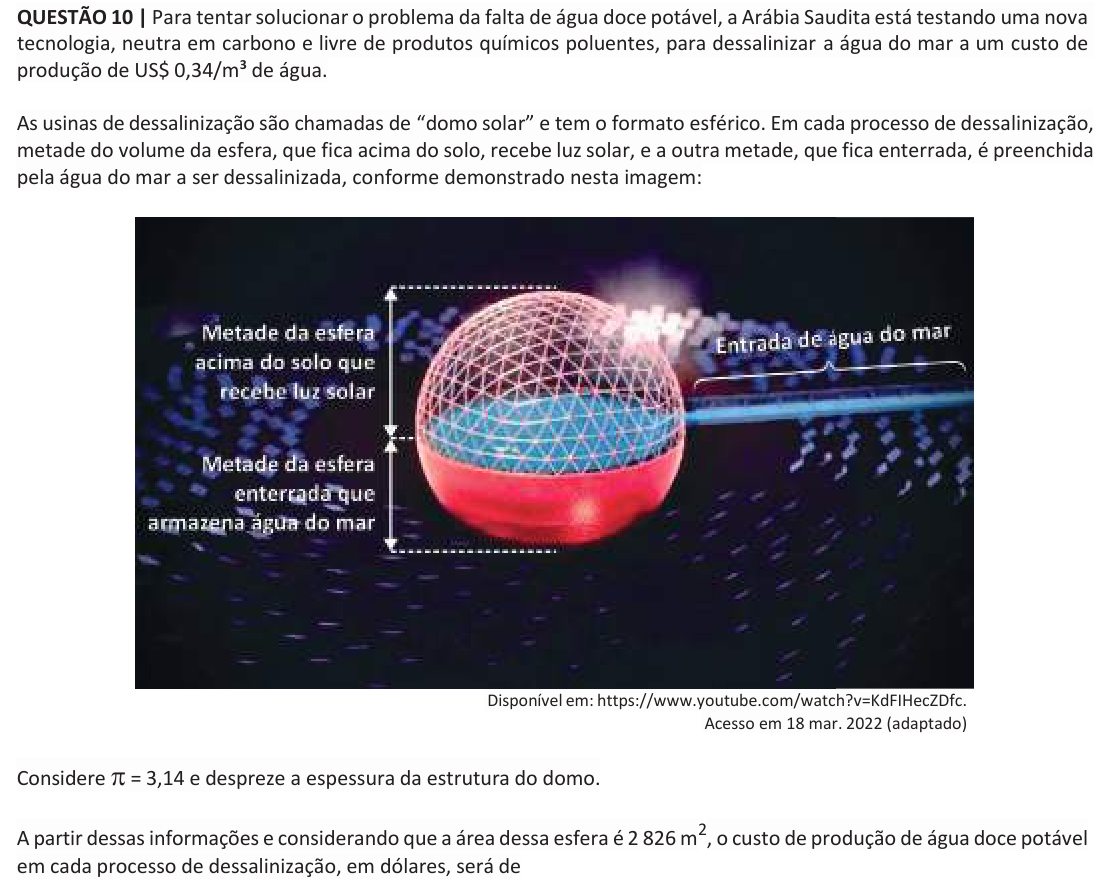 QUESTÃO 10 | Para tentar solucionar o problema da falta de água doce potável, a Arábia Saudita está testando uma nova
tecnologia, neutra em carbono e livre de produtos químicos poluentes, para dessalinizar a água do mar a um custo de
produção de US$ 0,34/m³ de água.
As usinas de dessalinização são chamadas de “domo solar” e tem o formato esférico. Em cada processo de dessalinização,
metade do volume da esfera, que fica acima do solo, recebe luz solar, e a outra metade, que fica enterrada, é preenchida
pela água do mar a ser dessalinizada, conforme demonstrado nesta imagem:
Metade da esfera
acima do solo que
recebe luz solar
Entrada de água do mar
Metade da esfera
enterrada que
armazena água do mar
Disponível em: https://www.youtube.com/watch?v=KdFIHecZDfc.
Acesso em 18 mar. 2022 (adaptado)
Considere π = 3,14 e despreze a espessura da estrutura do domo.
A partir dessas informações e considerando que a área dessa esfera é 2 826 m², o custo de produção de água doce potável
em cada processo de dessalinização, em dólares, será de